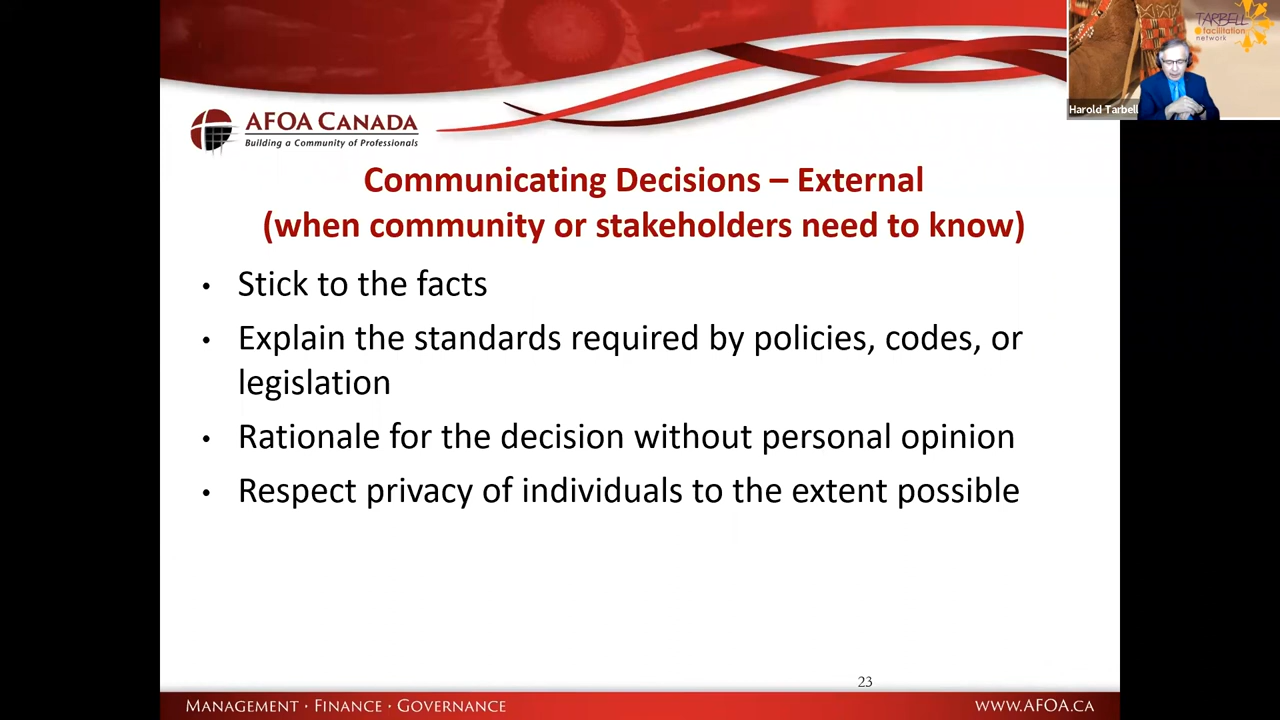 TARBELL
facilitation
network
Harold Tarbell
AFOA CANADA
Building a Community of Professionals
Communicating Decisions – External
(when community or stakeholders need to know)
• Stick to the facts
• Explain the standards required by policies, codes, or
legislation
• Rationale for the decision without personal opinion
• Respect privacy of individuals to the extent possible
23
MANAGEMENT · FINANCE · GOVERNANCE
WWW.AFOA.CA